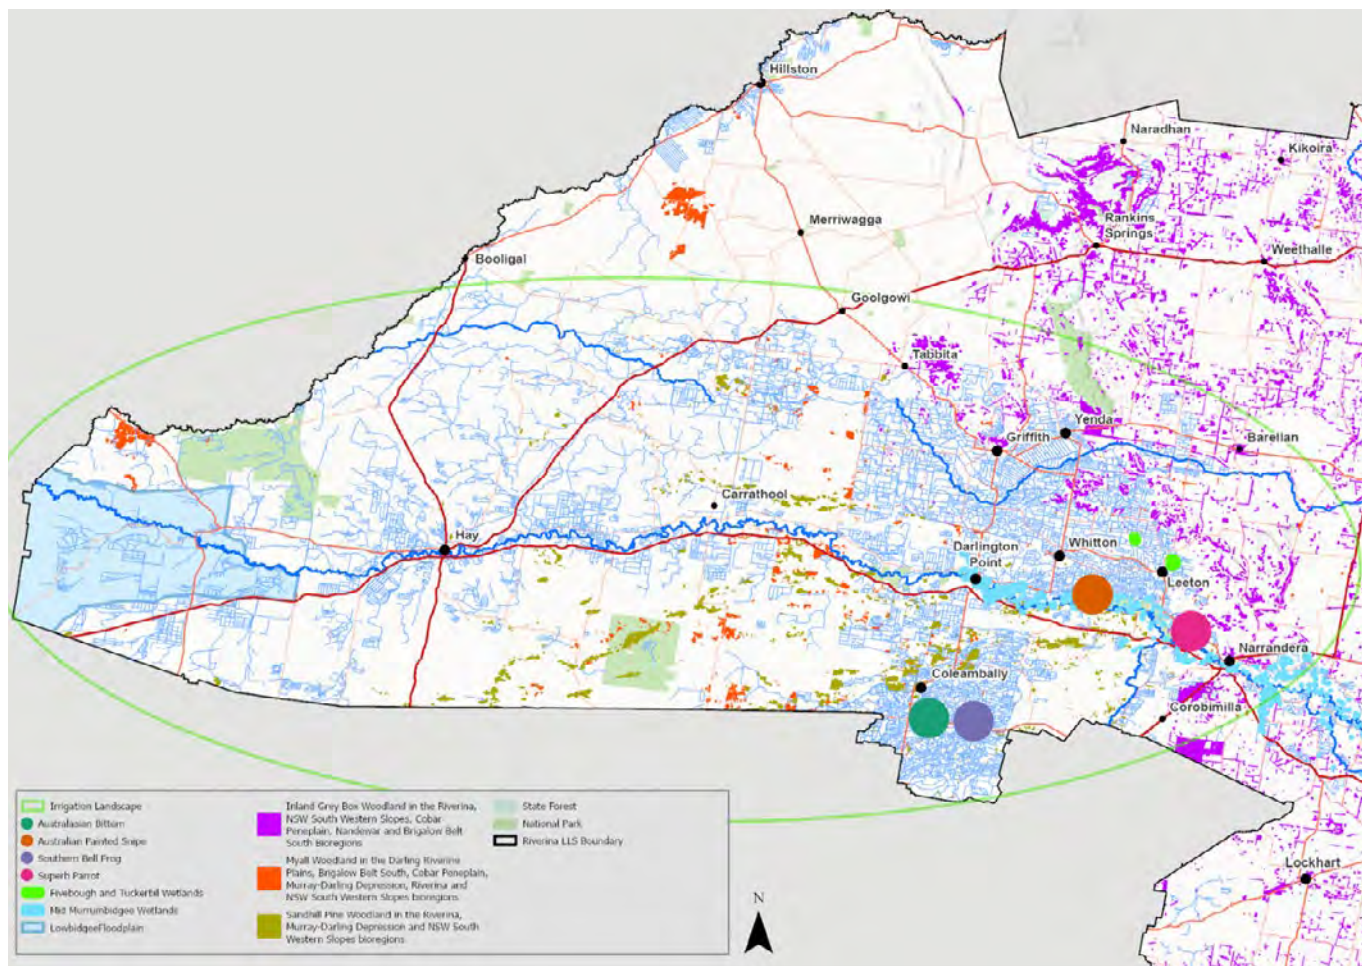 Hillston
Naradhan
Kikoira
Merriwagga
Rankins
Springs
Weethalle
Booligal
Goolgowi
Tabbita
Yenda
Griffith
Barellan
Carrathool
Hay
Darlington
Point
Whitton
Leeton
Narrandera
Coleambally
Corobimilla
Lockhart
N
Irrigation Landscape
Australasian Bittern
Australian Painted Snipe
Southern Bell Frog
Superb Parrot
Fivebough and Tuckerbil Wetlands
Mid Murrumbidgee Wetlands
LowbidgeeFloodplain
Inland Grey Box Woodland in the Riverina,
NSW South Western Slopes, Cobar
Peneplain, Nandewar and Brigalow Belt
South Bioregions
Myall Woodland in the Darling Riverine
Plains, Brigalow Belt South, Cobar Peneplain,
Murray-Darling Depression, Riverina and
NSW South Western Slopes bioregions
Sandhill Pine Woodland in the Riverina,
Murray-Darling Depression and NSW South
Western Slopes bioregions
State Forest
National Park
Riverina LLS Boundary